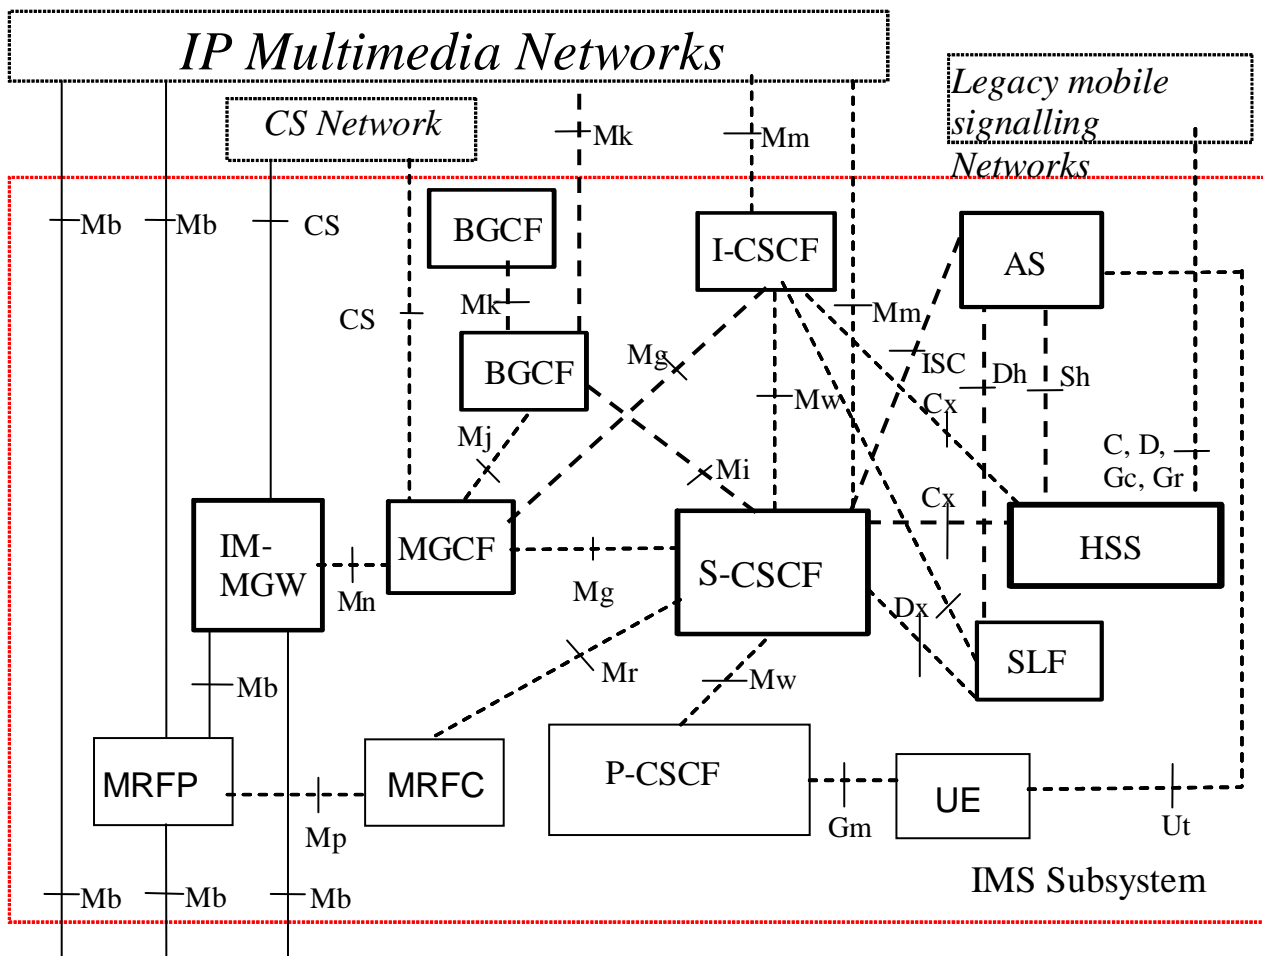 IP Multimedia Networks
Legacy mobile
signalling
Networks
CS Network
Mk
Mm
Mb
Mb
CS
BGCF
I-CSCF
AS
Mk
CS
Mm
Mg
ISC
Dh
Sh
BGCF
Mw
Cx
Mj
Mi
C, D,
Gc, Gr
Cx
IM-
MGW
MGCF
S-CSCF
HSS
Mn
Mg
Dx
Mr
Mw
SLF
Mb
MRFP
MRFC
P-CSCF
UE
Mp
Gm
Ut
IMS Subsystem
Mb
Mb
Mb